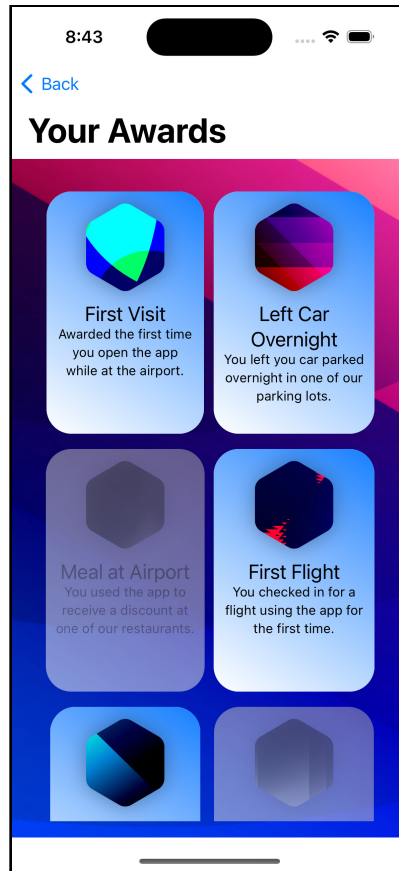 8:43
Back
Your Awards
First Visit
Awarded the first time
you open the app
while at the airport.
Left Car
Overnight
You left you car parked
overnight in one of our
parking lots.
Meal at Airport
You used the app to
receive a discount at
one of our restaurants.
First Flight
You checked in for a
flight using the app for
the first time.